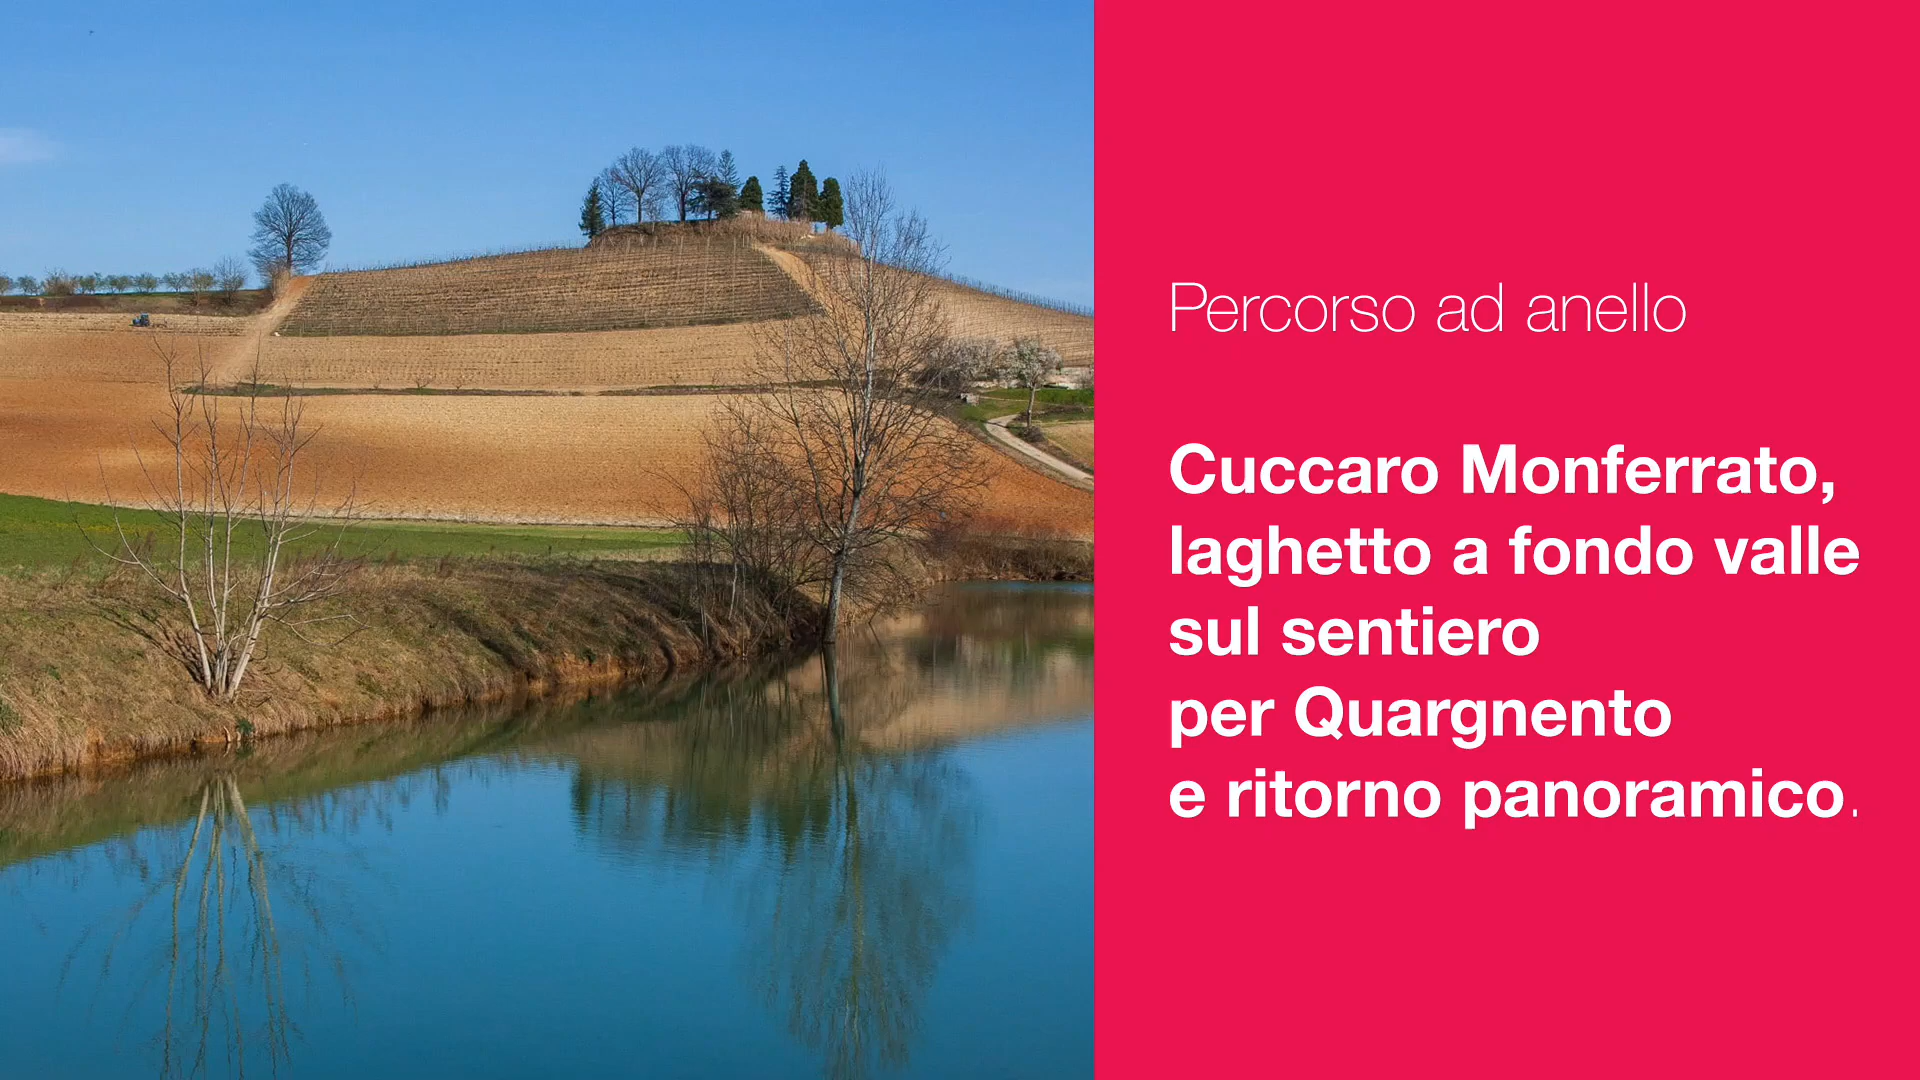 Percorso ad anello
Cuccaro Monferrato,
laghetto a fondo valle
sul sentiero
per Quargnento
e ritorno panoramico.